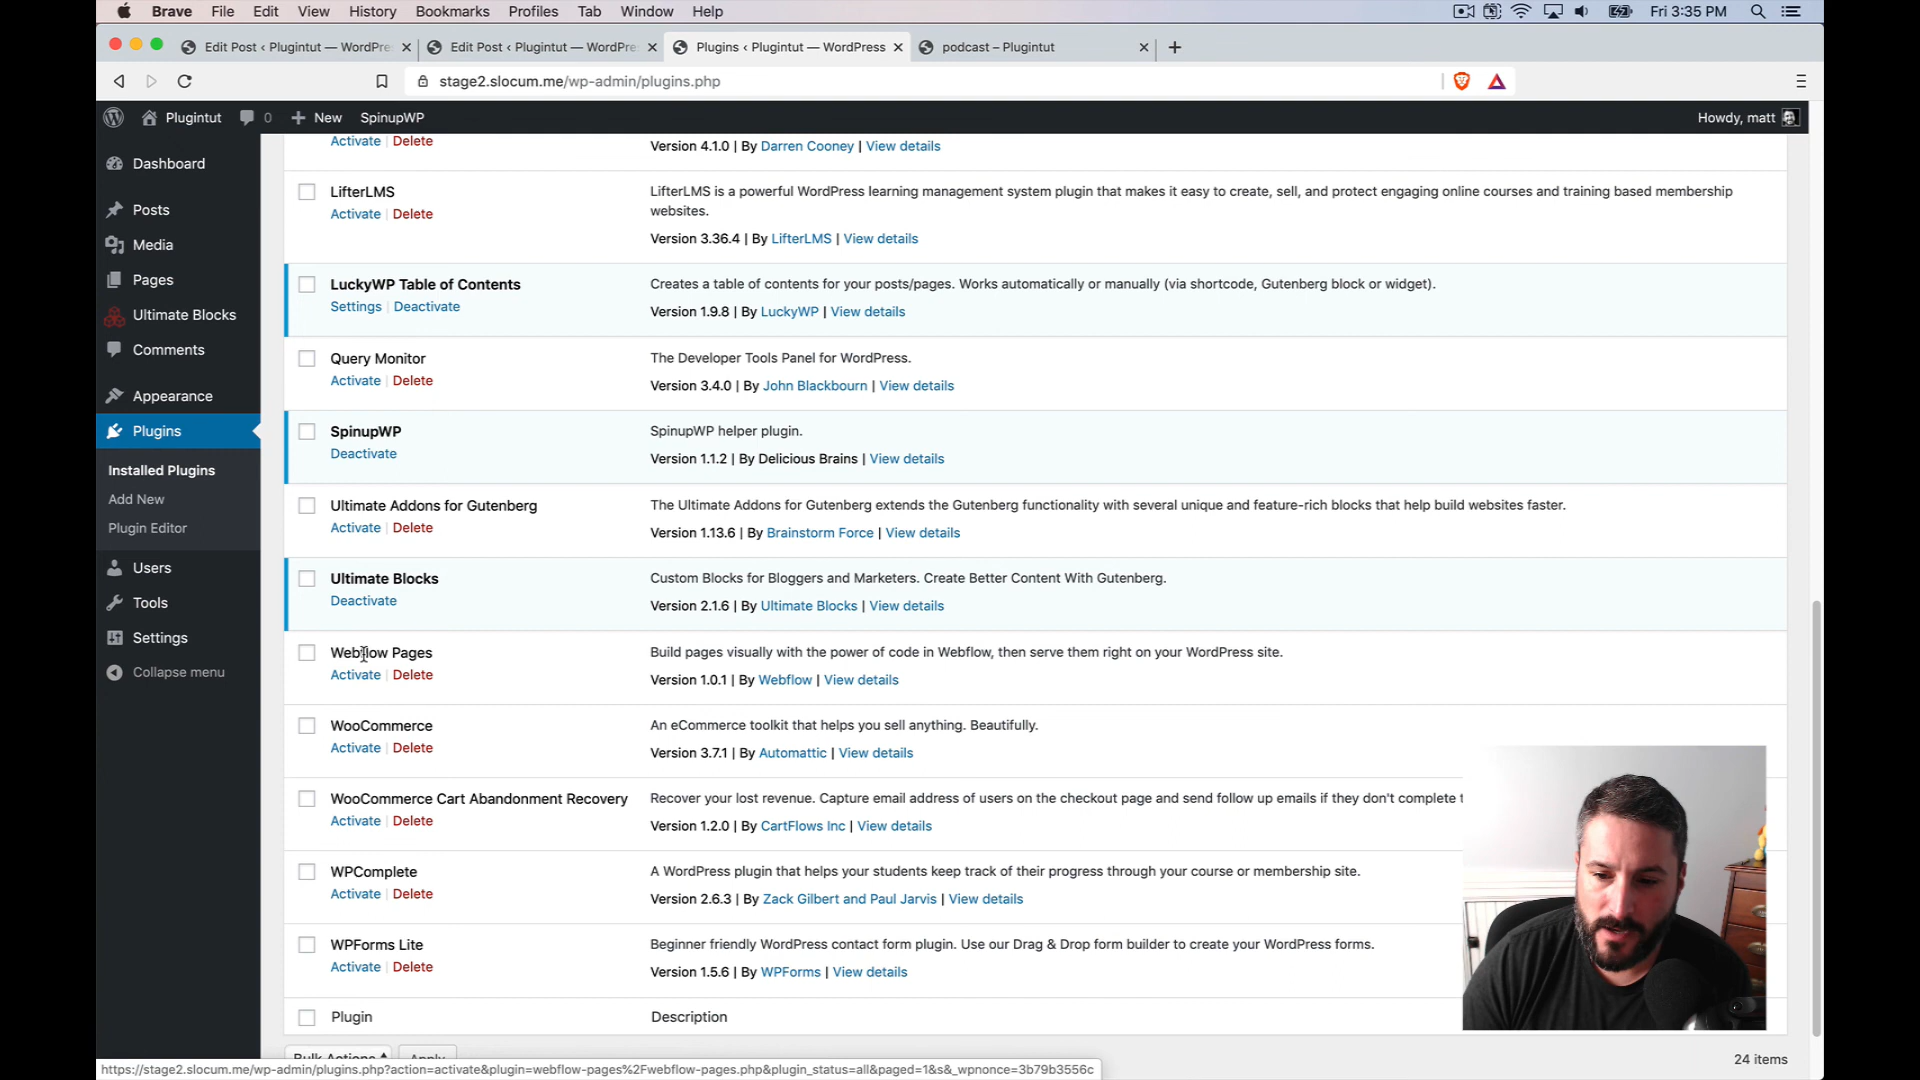 Brave File Edit View History Bookmarks Profiles Tab Window Help Fri 3:35 PM
Edit Post ‹ Plugintut — WordPre Edit Post ‹ Plugintut — WordPre Plugins ‹ Plugintut — WordPress podcast – Plugintut
stage2.slocum.me/wp-admin/plugins.php
Plugintut 0 New SpinupWP Howdy, matt
Dashboard
Posts
Media
Pages
Ultimate Blocks
Comments
Appearance
Plugins
Installed Plugins
Add New
Plugin Editor
Users
Tools
Settings
Collapse menu
Activate | Delete
Version 4.1.0 | By Darren Cooney | View details
LifterLMS
Activate | Delete
LifterLMS is a powerful WordPress learning management system plugin that makes it easy to create, sell, and protect engaging online courses and training based membership
websites.
Version 3.36.4 | By LifterLMS | View details
LuckyWP Table of Contents
Settings | Deactivate
Creates a table of contents for your posts/pages. Works automatically or manually (via shortcode, Gutenberg block or widget).
Version 1.9.8 | By LuckyWP | View details
Query Monitor
Activate | Delete
The Developer Tools Panel for WordPress.
Version 3.4.0 | By John Blackbourn | View details
SpinupWP
Deactivate
SpinupWP helper plugin.
Version 1.1.2 | By Delicious Brains | View details
Ultimate Addons for Gutenberg
Activate | Delete
The Ultimate Addons for Gutenberg extends the Gutenberg functionality with several unique and feature-rich blocks that help build websites faster.
Version 1.13.6 | By Brainstorm Force | View details
Ultimate Blocks
Deactivate
Custom Blocks for Bloggers and Marketers. Create Better Content With Gutenberg.
Version 2.1.6 | By Ultimate Blocks | View details
Webflow Pages
Activate | Delete
Build pages visually with the power of code in Webflow, then serve them right on your WordPress site.
Version 1.0.1 | By Webflow | View details
WooCommerce
Activate | Delete
An eCommerce toolkit that helps you sell anything. Beautifully.
Version 3.7.1 | By Automattic | View details
WooCommerce Cart Abandonment Recovery
Activate | Delete
Recover your lost revenue. Capture email address of users on the checkout page and send follow up emails if they don't complete t
Version 1.2.0 | By CartFlows Inc | View details
WPComplete
Activate | Delete
A WordPress plugin that helps your students keep track of their progress through your course or membership site.
Version 2.6.3 | By Zack Gilbert and Paul Jarvis | View details
WPForms Lite
Activate | Delete
Beginner friendly WordPress contact form plugin. Use our Drag & Drop form builder to create your WordPress forms.
Version 1.5.6 | By WPForms | View details
Plugin Description
Bulk Actions Apply 24 items
https://stage2.slocum.me/wp-admin/plugins.php?action=activate&plugin=webflow-pages%2Fwebflow-pages.php&plugin_status=all&paged=1&s&_wpnonce=3b79b3556c